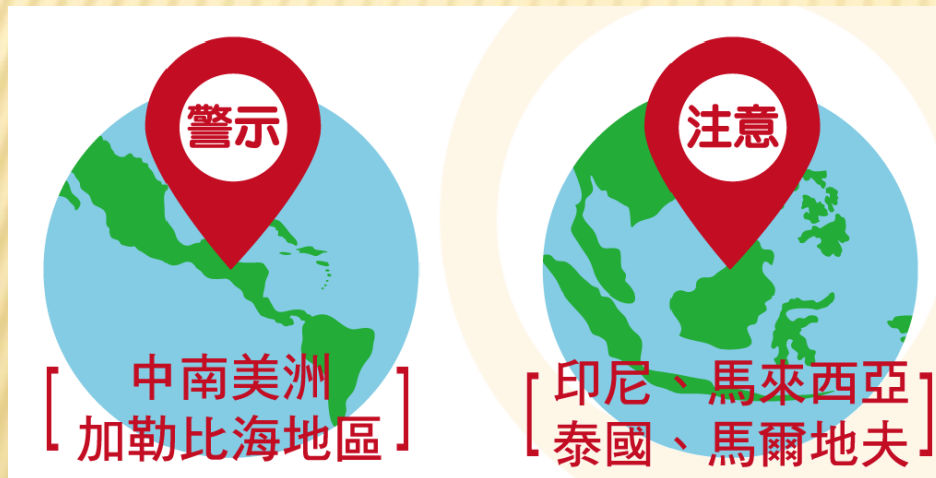 警示
中南美洲
加勒比海地區
注意
印尼、馬來西亞
泰國、馬爾地夫